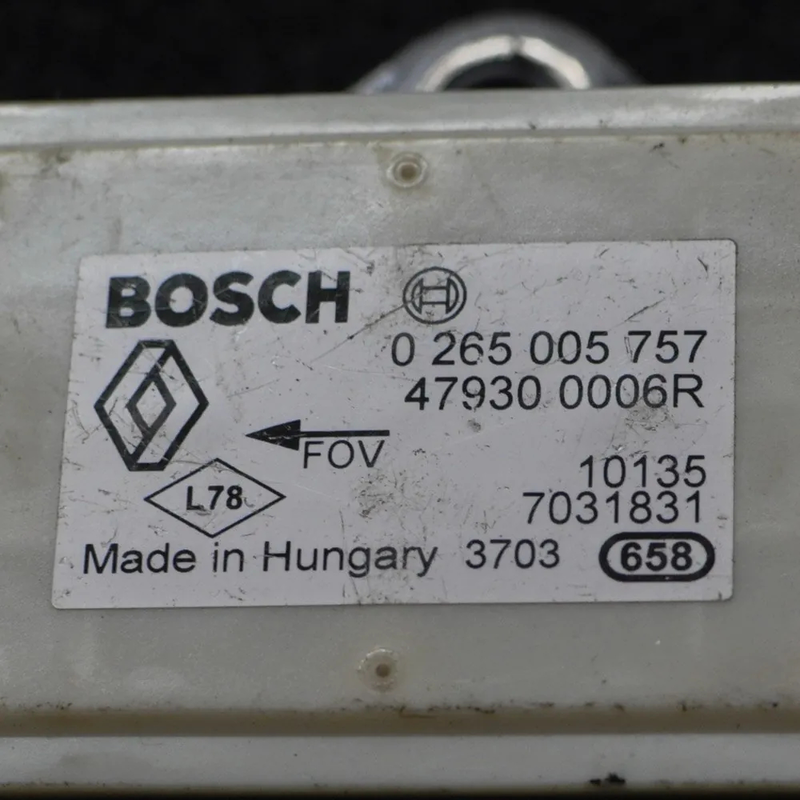 BOSCH
0 265 005 757
47930 0006R
FOV
10135
L78
7031831
Made in Hungary 3703 658